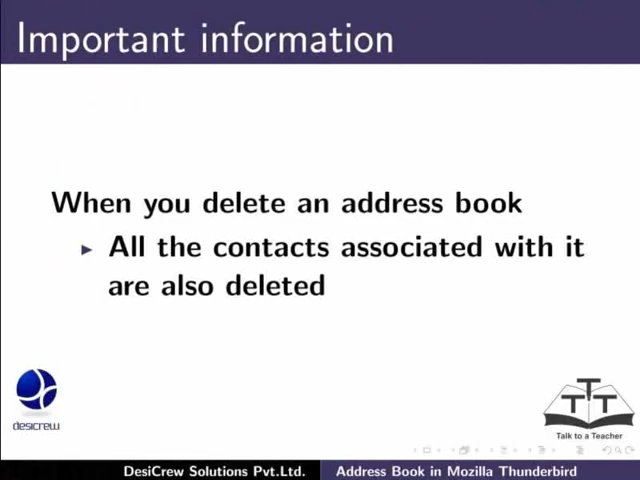 Important information
When you delete an address book
All the contacts associated with it
are also deleted
desicrew
TTT
Talk to a Teacher
DesiCrew Solutions Pvt.Ltd.
Address Book in Mozilla Thunderbird